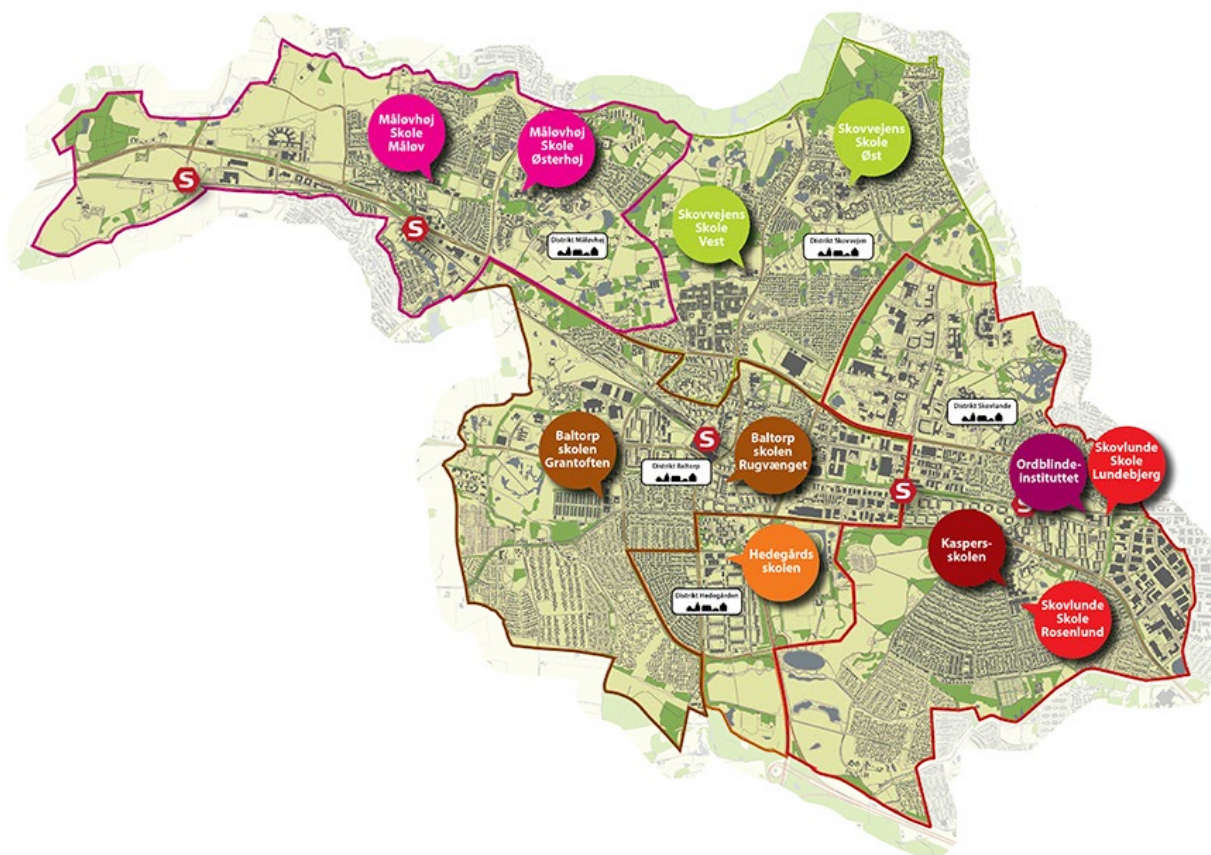 Måløvhøj
Skole
Måløv
Måløvhøj
Skole
Østerhøj
Skovvejens
Skole
Øst
Skovvejens
Skole
Vest
Distrikt Måløvhøj
Distrikt Skovvejen
S
S
Distrikt Skovlunde
Baltorp
skolen
Grantoften
S
Baltorp
skolen
Rugvænget
Distrikt Baltorp
S
Ordblinde-
instituttet
Skovlunde
Skole
Lundebjerg
S
Hedegårds
skolen
Kaspers-
skolen
Distrikt Hedegården
Skovlunde
Skole
Rosenlund